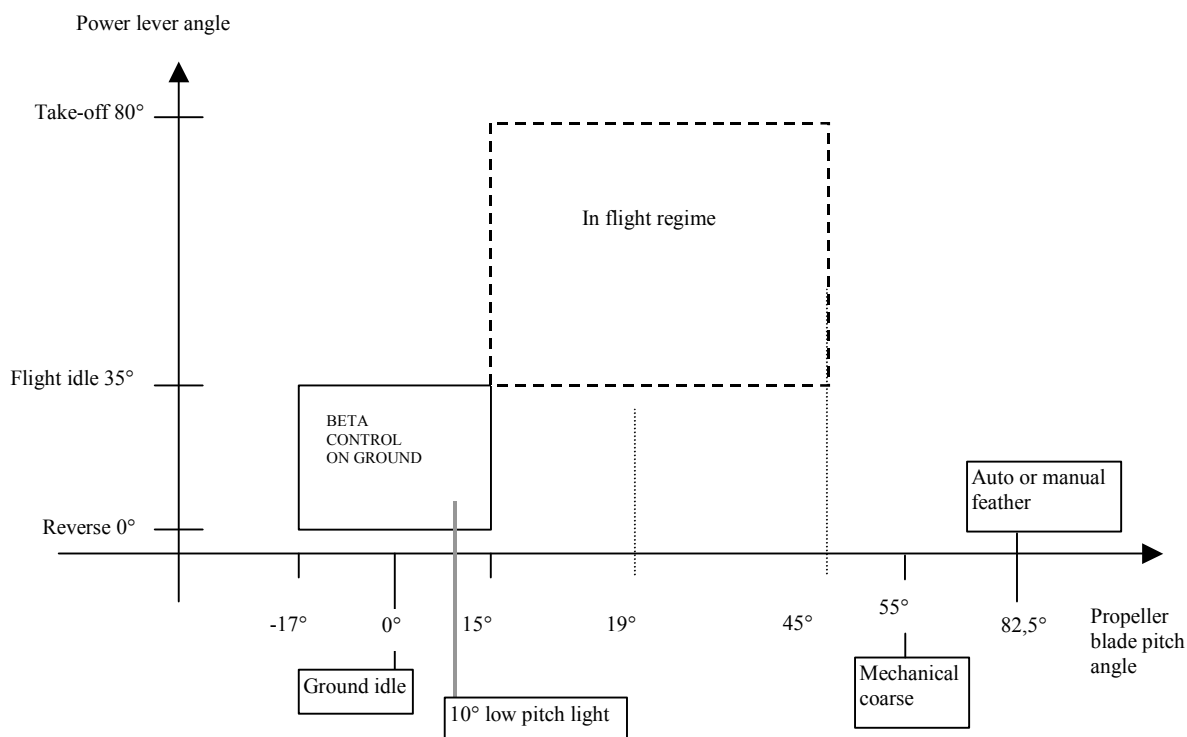 Power lever angle
Take-off 80°
In flight regime
Flight idle 35°
BETA
CONTROL
ON GROUND
Auto or manual
feather
Reverse 0°
-17°
0°
15°
19°
45°
55°
82,5°
Propeller
blade pitch
angle
Ground idle
Mechanical
coarse
10° low pitch light